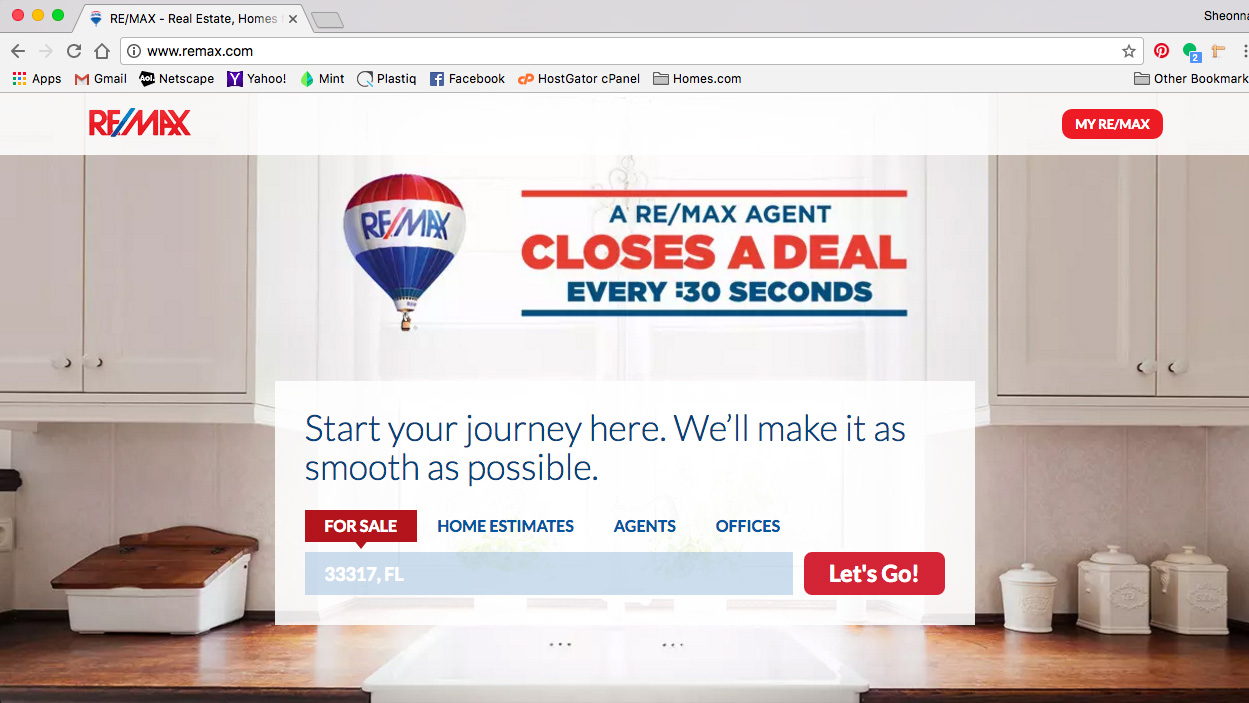 RE/MAX - Real Estate, Homes
Sheonna
www.remax.com
2
Apps Gmail Aol. Netscape Y Yahoo! Mint Plastiq f Facebook cP HostGator cPanel Homes.com Other Bookmark
RE/MAX
MY RE/MAX
RE/MAX
A RE/MAX AGENT
CLOSES A DEAL
EVERY :30 SECONDS
Start your journey here. We'll make it as
smooth as possible.
FOR SALE HOME ESTIMATES AGENTS OFFICES
33317, FL
Let's Go!